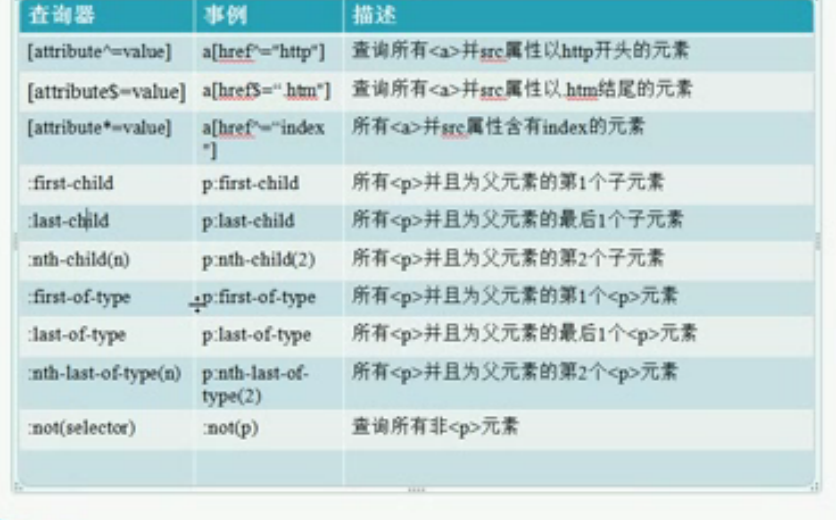 查询器 事例 描述
[attribute^=value] a[href^="http"] 查询所有<a>并src属性以http开头的元素
[attribute$=value] a[href$=".htm"] 查询所有<a>并src属性以.htm结尾的元素
[attribute*=value] a[href^="index 所有<a>并src属性含有index的元素
"]
:first-child p:first-child 所有<p>并且为父元素的第1个子元素
:last-child p:last-child 所有<p>并且为父元素的最后1个子元素
:nth-child(n) p:nth-child(2) 所有<p>并且为父元素的第2个子元素
:first-of-type p:first-of-type 所有<p>并且为父元素的第1个<p>元素
:last-of-type p:last-of-type 所有<p>并且为父元素的最后1个<p>元素
:nth-last-of-type(n) p:nth-last-of- 所有<p>并且为父元素的第2个<p>元素
type(2)
:not(selector) :not(p) 查询所有非<p>元素